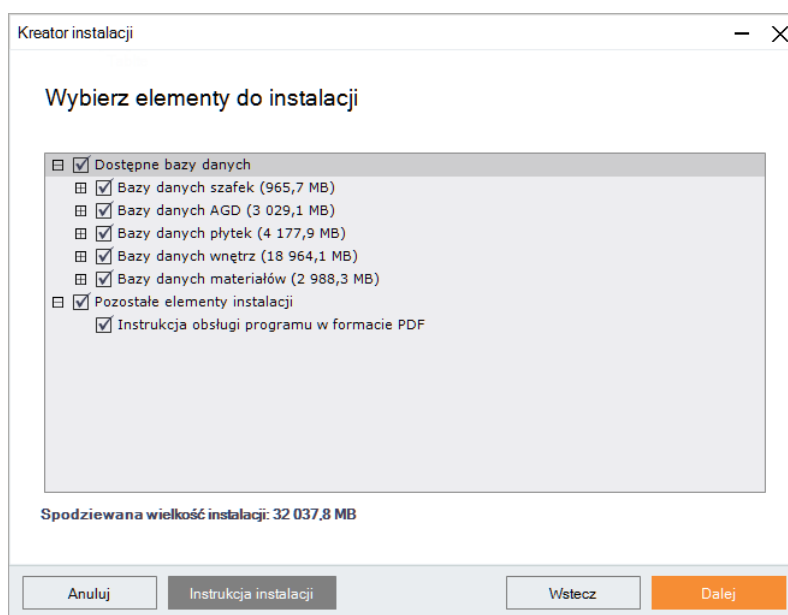 Kreator instalacji
Wybierz elementy do instalacji
Dostępne bazy danych
Bazy danych szafek (965,7 MB)
Bazy danych AGD (3 029,1 MB)
Bazy danych płytek (4 177,9 MB)
Bazy danych wnętrz (18 964,1 MB)
Bazy danych materiałów (2 988,3 MB)
Pozostałe elementy instalacji
Instrukcja obsługi programu w formacie PDF
Spodziewana wielkość instalacji: 32 037,8 MB
Anuluj Instrukcja instalacji Wstecz Dalej